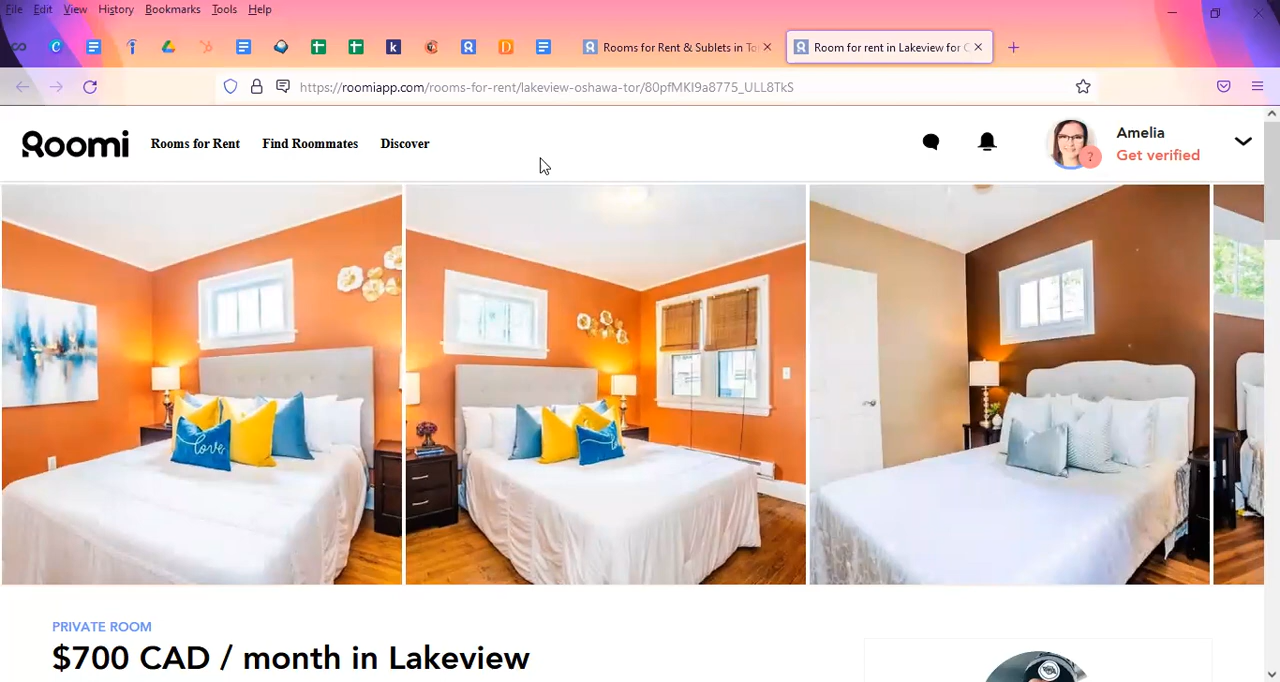 File Edit View History Bookmarks Tools Help
Rooms for Rent & Sublets in To
Room for rent in Lakeview for
https://roomiapp.com/rooms-for-rent/lakeview-oshawa-tor/80pfMKI9a8775_ULL8TkS
Roomi Rooms for Rent Find Roommates Discover
Amelia
? Get verified
love
PRIVATE ROOM
$700 CAD / month in Lakeview